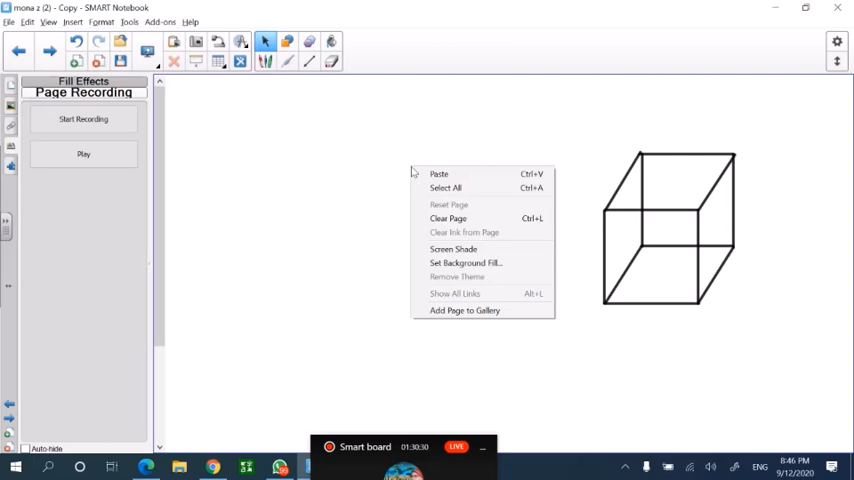 mona z (2) - Copy - SMART Notebook
File Edit View Insert Format Tools Add-ons Help
Fill Effects
Page Recording
Start Recording
Play
Paste Ctrl+V
Select All Ctrl+A
Reset Page
Clear Page Ctrl+L
Clear Ink from Page
Screen Shade
Set Background Fill...
Remove Theme
Show All Links Alt+L
Add Page to Gallery
Auto-hide
Smart board 01:30:30 LIVE
99
ENG
8:46 PM
9/12/2020